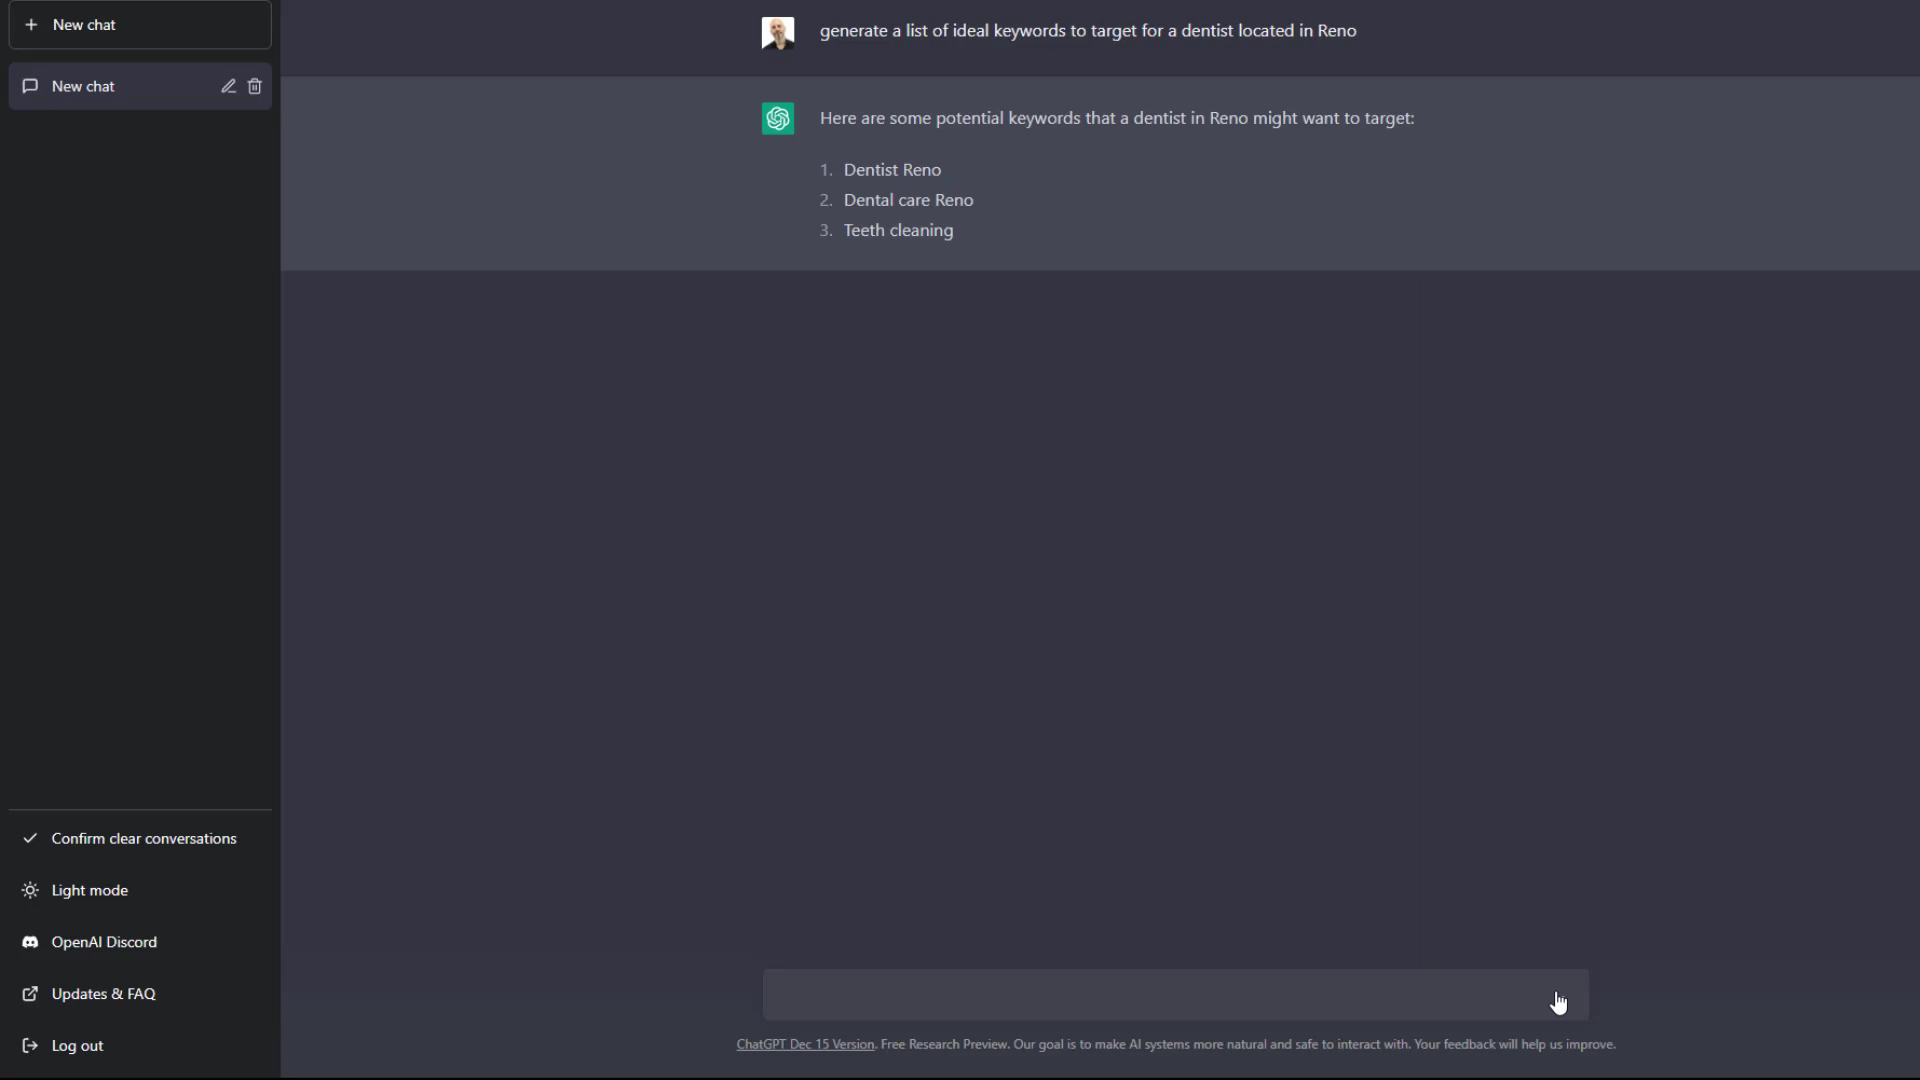 New chat
New chat
generate a list of ideal keywords to target for a dentist located in Reno
Here are some potential keywords that a dentist in Reno might want to target:
1. Dentist Reno
2. Dental care Reno
3. Teeth cleaning
Confirm clear conversations
Light mode
OpenAI Discord
Updates & FAQ
Log out
ChatGPT Dec 15 Version. Free Research Preview. Our goal is to make AI systems more natural and safe to interact with. Your feedback will help us improve.